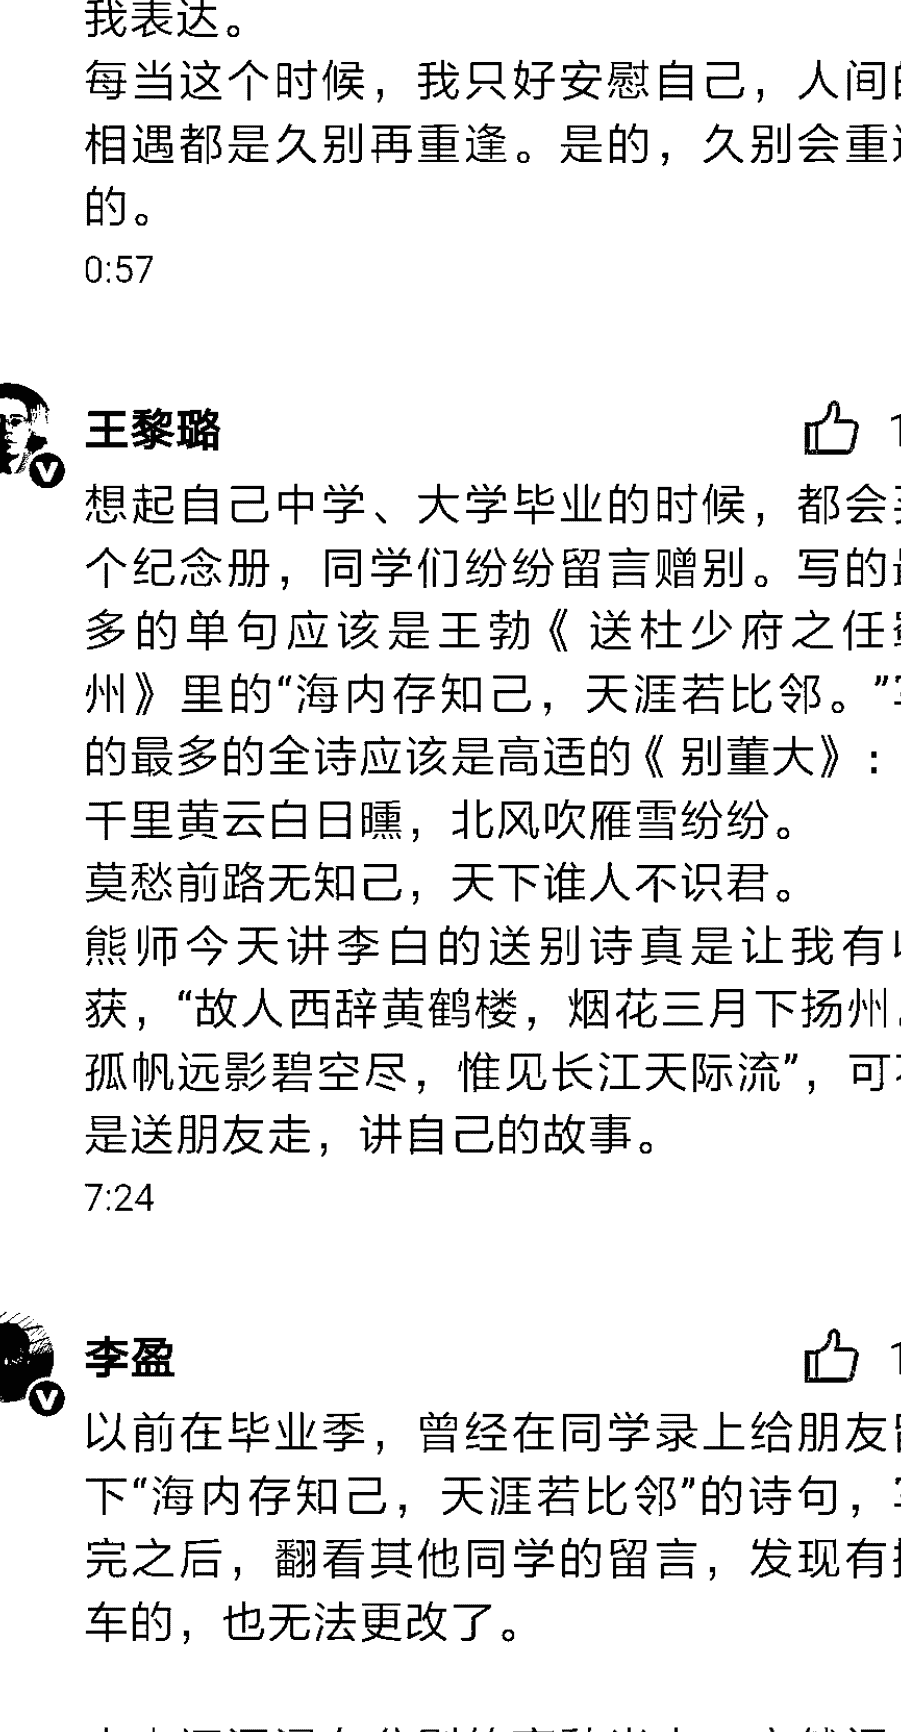 我表达。
每当这个时候，我只好安慰自己，人间
相遇都是久别再重逢。是的，久别会重
的。
0:57
王黎璐
1
想起自己中学、大学毕业的时候，都会
个纪念册，同学们纷纷留言赠别。写的
多的单句应该是王勃《送杜少府之任
州》里的“海内存知己，天涯若比邻。”
的最多的全诗应该是高适的《别董大》：
千里黄云白日曛，北风吹雁雪纷纷。
莫愁前路无知己，天下谁人不识君。
熊师今天讲李白的送别诗真是让我有
获，“故人西辞黄鹤楼，烟花三月下扬州
孤帆远影碧空尽，惟见长江天际流”，可
是送朋友走，讲自己的故事。
7:24
李盈
1
以前在毕业季，曾经在同学录上给朋友
下“海内存知己，天涯若比邻”的诗句，
完之后，翻看其他同学的留言，发现有
车的，也无法更改了。